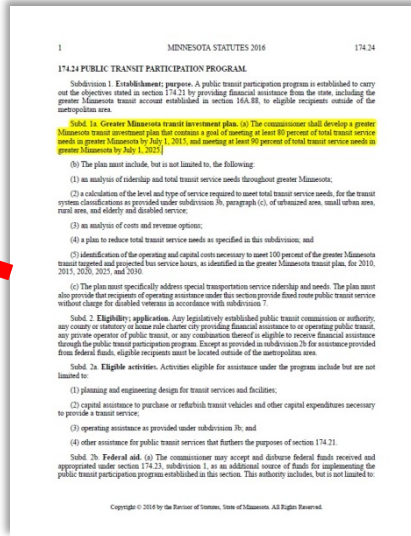 1 MINNESOTA STATUTES 2016 174.24
174.24 PUBLIC TRANSIT PARTICIPATION PROGRAM.
Subdivision 1. Establishment; purpose. A public transit participation program is established to carry
out the objectives stated in section 174.21 by providing financial assistance from the state, including the
greater Minnesota transit account established in section 16A.88, to eligible recipients outside of the
metropolitan area.
Subd. 1a. Greater Minnesota transit investment plan. (a) The commissioner shall develop a greater
Minnesota transit investment plan that contains a goal of meeting at least 80 percent of total transit service
needs in greater Minnesota by July 1, 2015, and meeting at least 90 percent of total transit service needs in
greater Minnesota by July 1, 2025.
(b) The plan must include, but is not limited to, the following:
(1) an analysis of ridership and total transit service needs throughout greater Minnesota;
(2) a calculation of the level and type of service required to meet total transit service needs, for the transit
system classifications as provided under subdivision 3b, paragraph (c), of urbanized area, small urban area,
rural area, and elderly and disabled service;
(3) an analysis of costs and revenue options;
(4) a plan to reduce total transit service needs as specified in this subdivision; and
(5) identification of the operating and capital costs necessary to meet 100 percent of the greater Minnesota
transit targeted and projected bus service hours, as identified in the greater Minnesota transit plan, for 2010,
2015, 2020, 2025, and 2030.
(c) The plan must specifically address special transportation service ridership and needs. The plan must
also provide that recipients of operating assistance under this section provide fixed route public transit service
without charge for disabled veterans in accordance with subdivision 7.
Subd. 2. Eligibility; application. Any legislatively established public transit commission or authority,
any county or statutory or home rule charter city providing financial assistance to or operating public transit,
any private operator of public transit, or any combination thereof is eligible to receive financial assistance
through the public transit participation program. Except as provided in subdivision 2b for assistance provided
from federal funds, eligible recipients must be located outside of the metropolitan area.
Subd. 2a. Eligible activities. Activities eligible for assistance under the program include but are not
limited to:
(1) planning and engineering design for transit services and facilities;
(2) capital assistance to purchase or refurbish transit vehicles and other capital expenditures necessary
to provide a transit service;
(3) operating assistance as provided under subdivision 3b; and
(4) other assistance for public transit services that furthers the purposes of section 174.21.
Subd. 2b. Federal aid. (a) The commissioner may accept and disburse federal funds received and
appropriated under section 174.23, subdivision 1, as an additional source of funds for implementing the
public transit participation program established in this section. This authority includes, but is not limited to:
Copyright © 2016 by the Revisor of Statutes, State of Minnesota. All Rights Reserved.